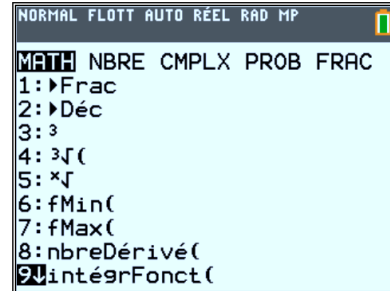 NORMAL FLOTT AUTO RÉEL RAD MP
MATH NBRE CMPLX PROB FRAC
1:▶Frac
2:▶Déc
3:³
4:³√(
5:ˣ√
6:fMin(
7:fMax(
8:nbreDérivé(
9↓intégrFonct(